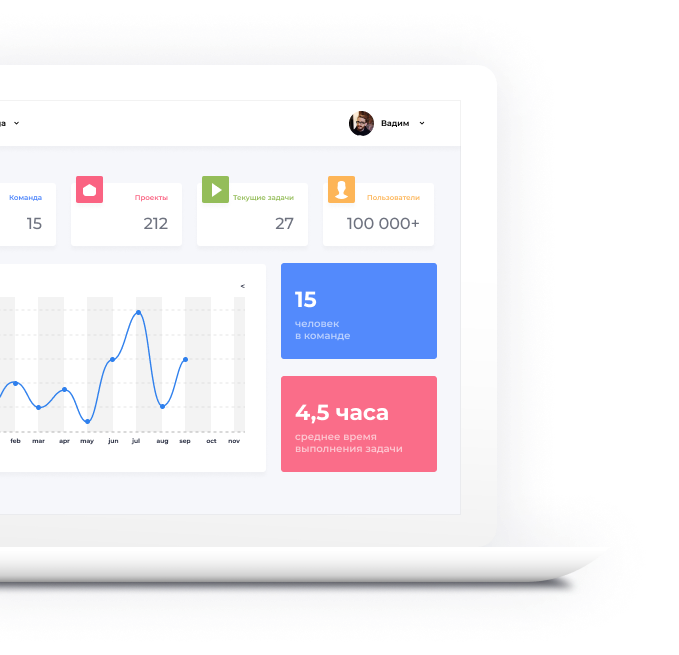 Вадим
Команда
Проекты
Текущие задачи
Пользователи
15
212
27
100 000+
<
15
человек
в команде
4,5 часа
среднее время
выполнения задачи
feb mar apr may jun jul aug sep oct nov